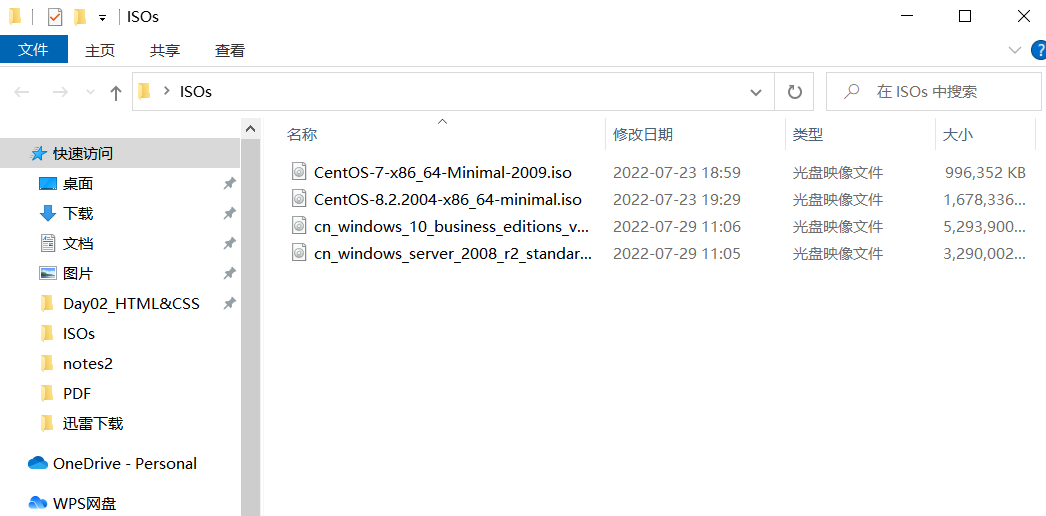 ISOs
文件 主页 共享 查看
ISOs 在 ISOs 中搜索
名称 修改日期 类型 大小
快速访问
桌面
下载
文档
图片
Day02_HTML&CSS
ISOs
notes2
PDF
迅雷下载
OneDrive - Personal
WPS网盘
CentOS-7-x86_64-Minimal-2009.iso 2022-07-23 18:59 光盘映像文件 996,352 KB
CentOS-8.2.2004-x86_64-minimal.iso 2022-07-23 19:29 光盘映像文件 1,678,336...
cn_windows_10_business_editions_v... 2022-07-29 11:06 光盘映像文件 5,293,900...
cn_windows_server_2008_r2_standar... 2022-07-29 11:05 光盘映像文件 3,290,002...